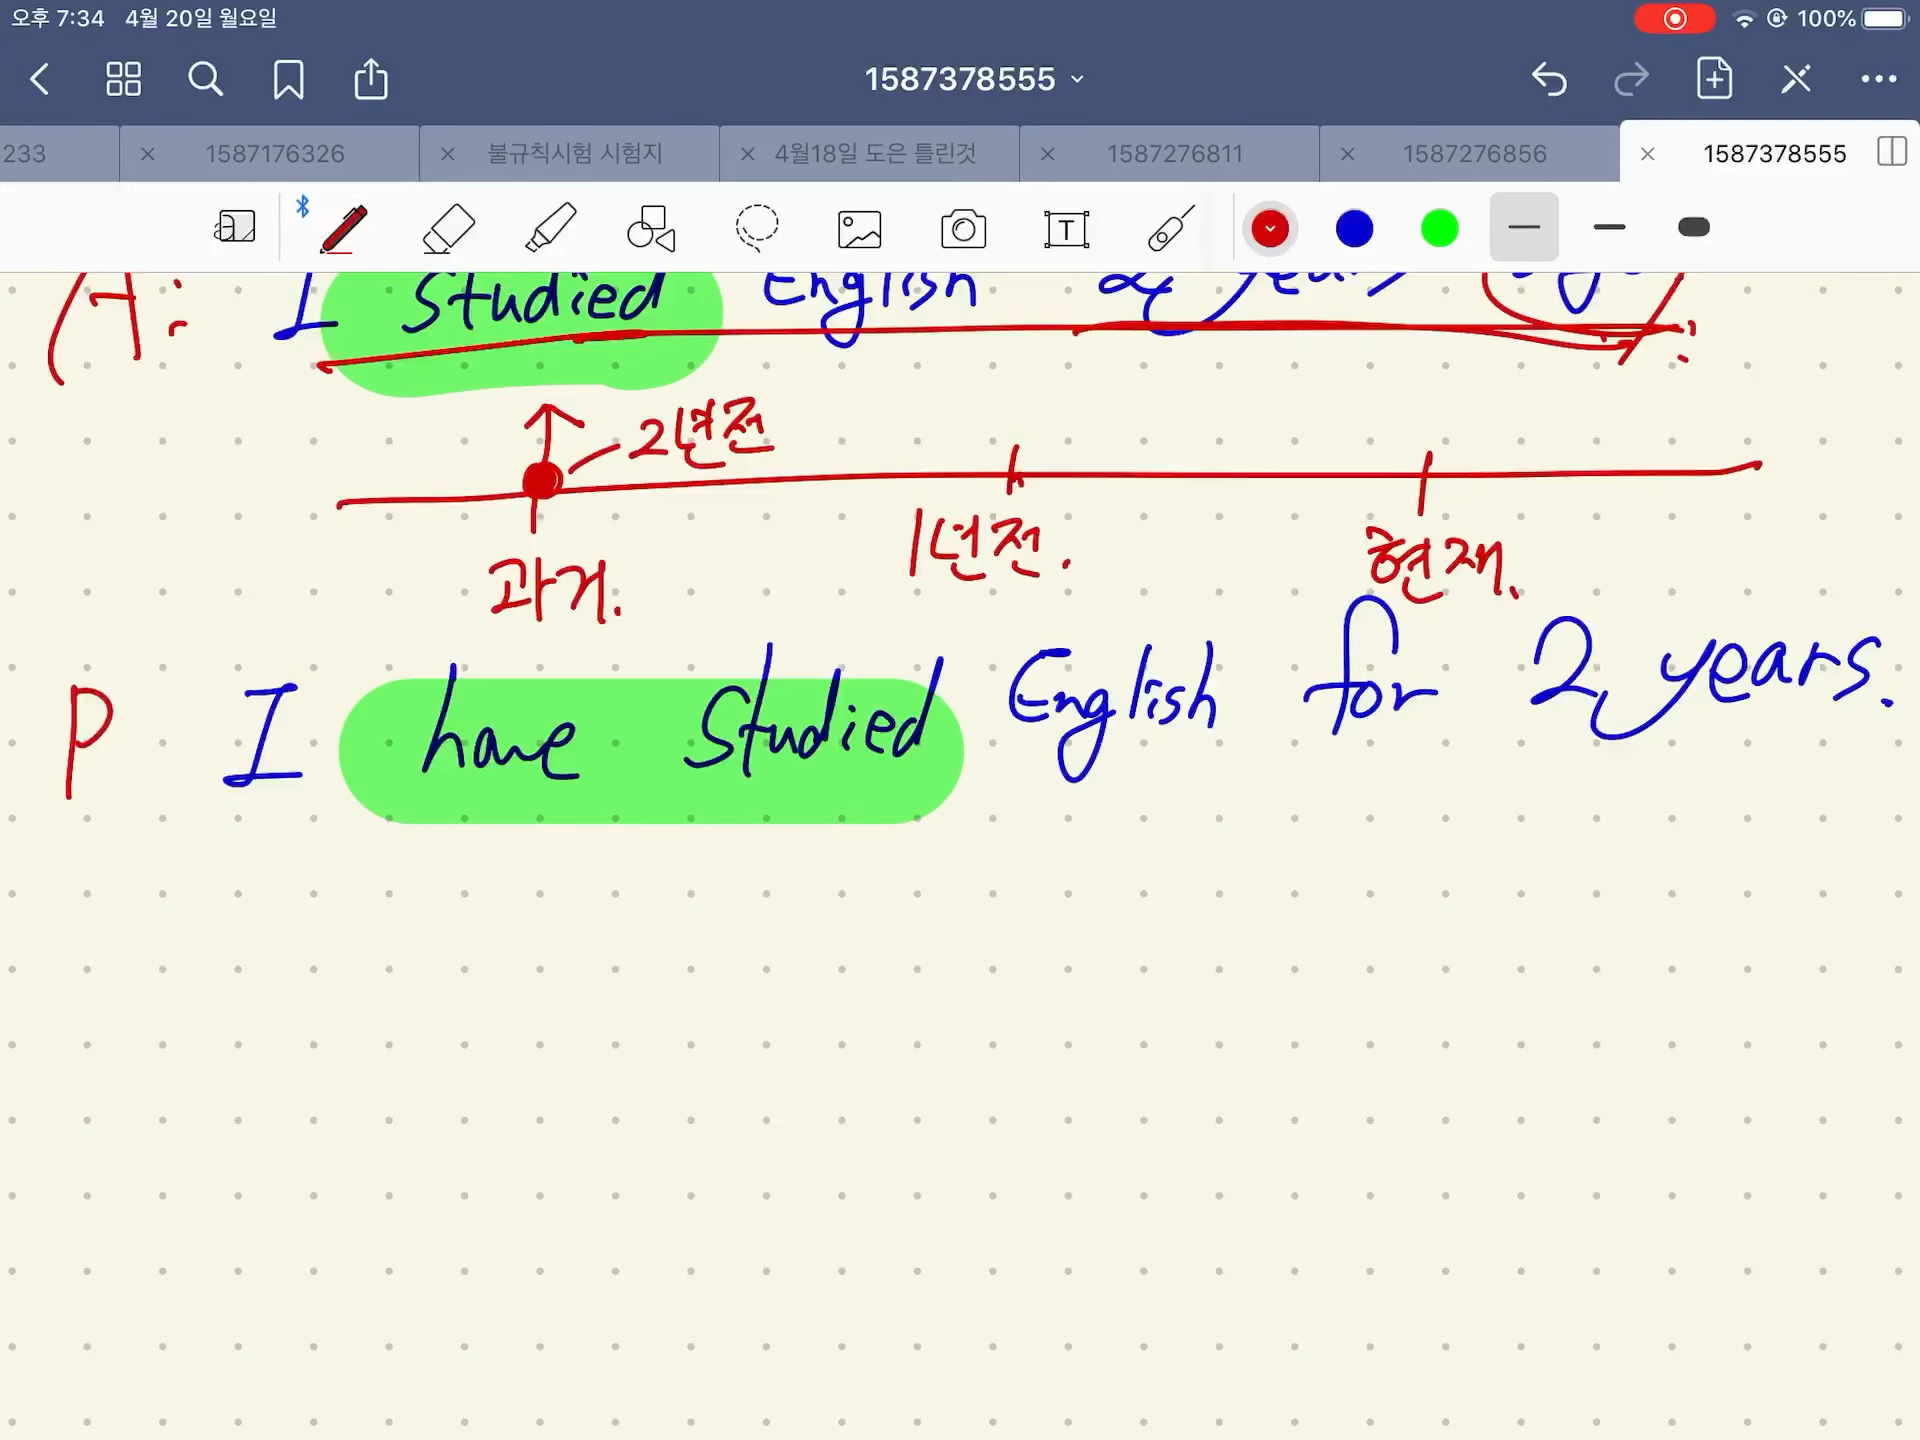 오후 7:34 4월 20일 월요일 100%
1587378555
233 1587176326 불규칙시험 시험지 4월18일 도은 틀린것 1587276811 1587276856 1587378555
A: I studied English 2 years
2년전
과거. 1년전. 현재.
P I have studied English for 2 years.